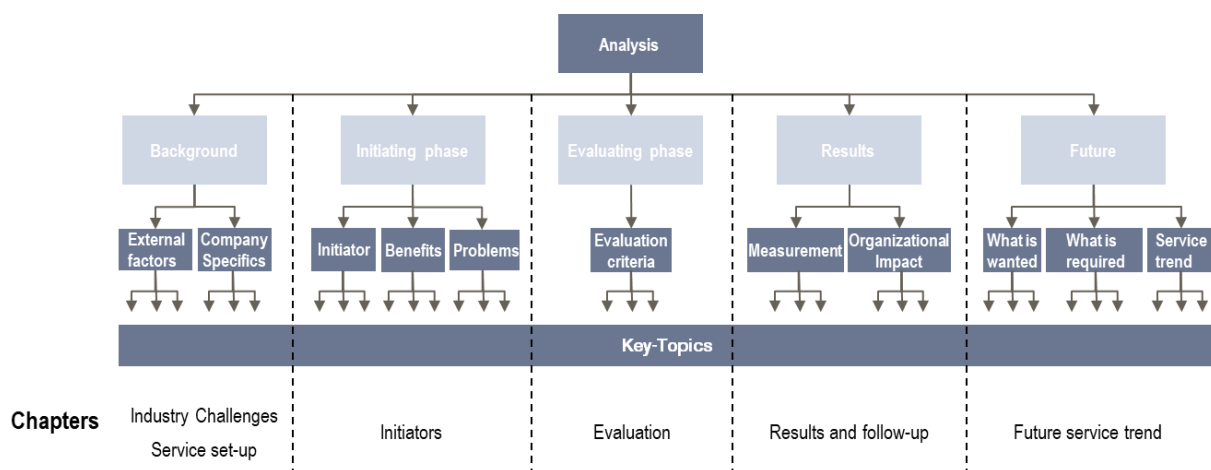 Analysis
Background
Initiating phase
Evaluating phase
Results
Future
External
factors
Company
Specifics
Initiator
Benefits
Problems
Evaluation
criteria
Measurement
Organizational
Impact
What is
wanted
What is
required
Service
trend
Key-Topics
Chapters
Industry Challenges
Service set-up
Initiators
Evaluation
Results and follow-up
Future service trend